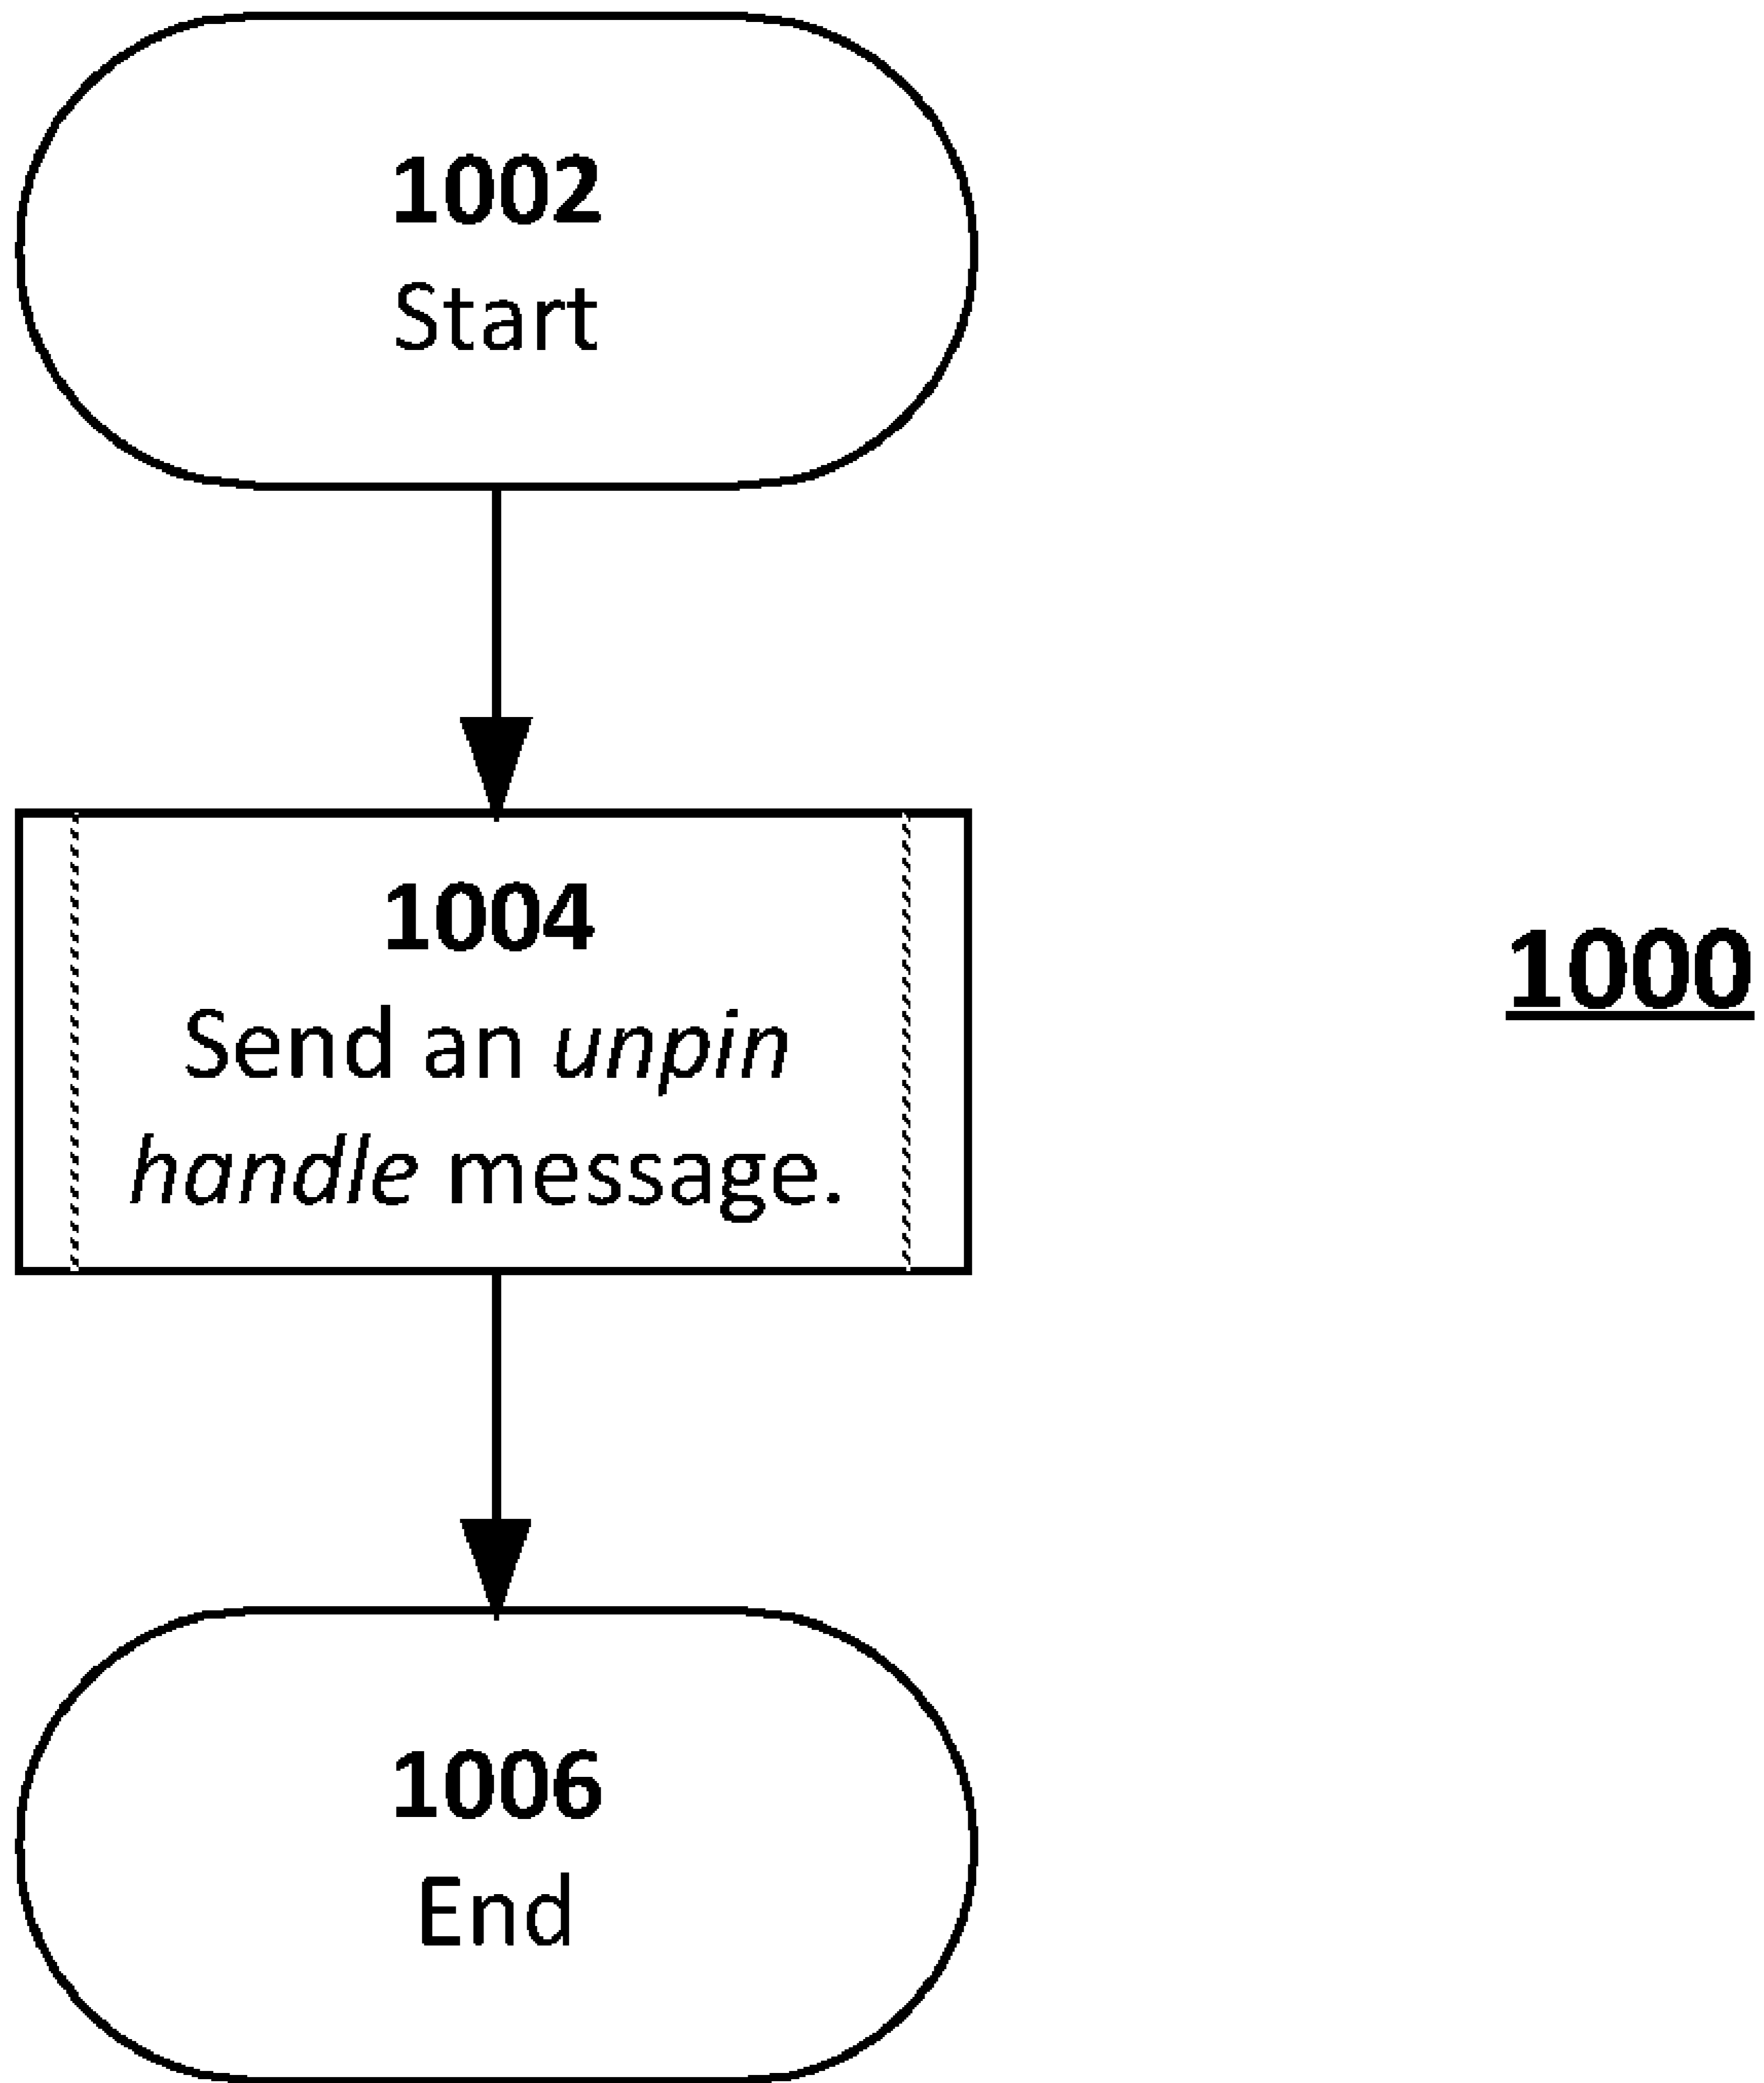 1002
Start
1004
Send an unpin
handle message.
1000
1006
End